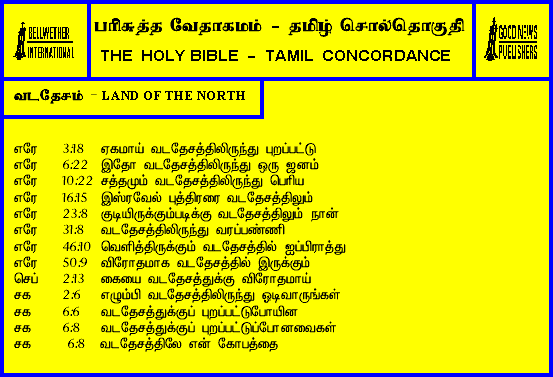 BELLWETHER
INTERNATIONAL
பரிசுத்த வேதாகமம் - தமிழ் சொல்தொகுதி
THE HOLY BIBLE - TAMIL CONCORDANCE
GOOD NEWS
PUBLISHERS
வடதேசம் - LAND OF THE NORTH
எரே 3:18 ஏகமாய் வடதேசத்திலிருந்து புறப்பட்டு
எரே 6:22 இதோ வடதேசத்திலிருந்து ஒரு ஜனம்
எரே 10:22 சத்தமும் வடதேசத்திலிருந்து பெரிய
எரே 16:15 இஸ்ரவேல் புத்திரரை வடதேசத்திலும்
எரே 23:8 குடியிருக்கும்படிக்கு வடதேசத்திலும் நான்
எரே 31:8 வடதேசத்திலிருந்து வரப்பண்ணி
எரே 46:10 வெளித்திருக்கும் வடதேசத்தில் ஐப்பிராத்து
எரே 50:9 விரோதமாக வடதேசத்தில் இருக்கும்
செப் 2:13 கையை வடதேசத்துக்கு விரோதமாய்
சக 2:6 எழும்பி வடதேசத்திலிருந்து ஓடிவாருங்கள்
சக 6:6 வடதேசத்துக்குப் புறப்பட்டுபோயின
சக 6:8 வடதேசத்துக்குப் புறப்பட்டுப்போனவைகள்
சக 6:8 வடதேசத்திலே என் கோபத்தை